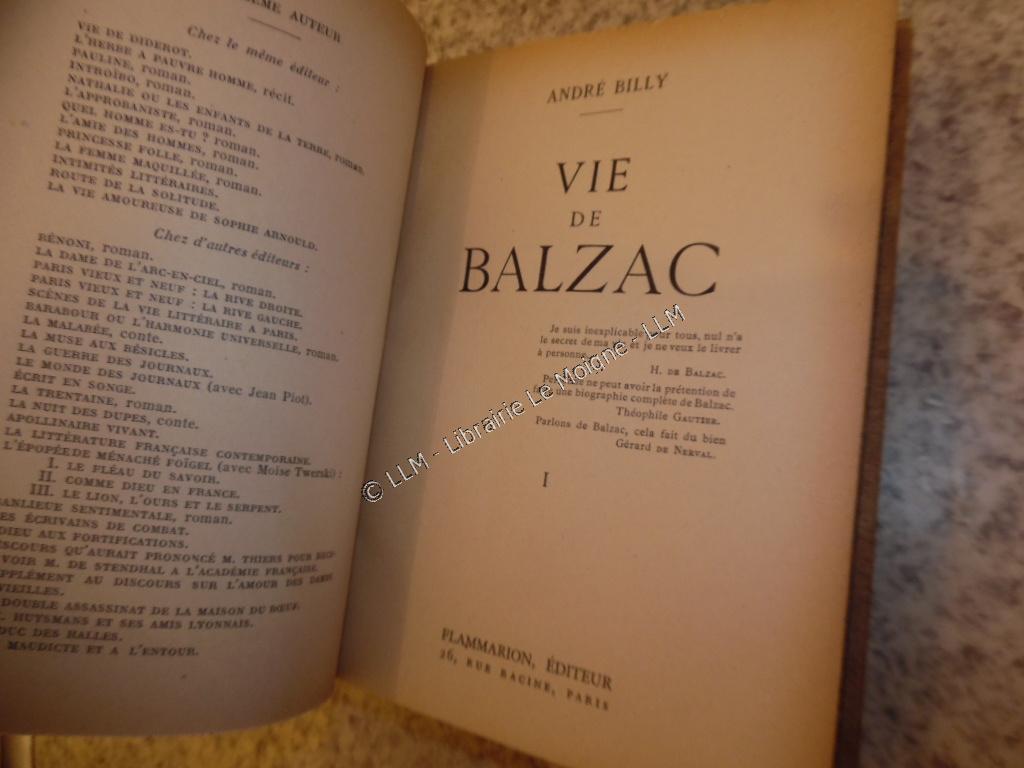 MÊME AUTEUR
Chez le même éditeur :
VIE DE DIDEROT.
L'HERBE A PAUVRE HOMME, récit.
PAULINE, roman.
INTROÏBO, roman.
NATHALIE OU LES ENFANTS DE LA TERRE, roman.
L'APPROBANISTE, roman.
QUEL HOMME ES-TU ? roman.
L'AMIE DES HOMMES, roman.
PRINCESSE FOLLE, roman.
LA FEMME MAQUILLÉE, roman.
INTIMITÉS LITTÉRAIRES.
ROUTE DE LA SOLITUDE.
LA VIE AMOUREUSE DE SOPHIE ARNOULD.
Chez d'autres éditeurs :
BÉNONI, roman.
LA DAME DE L'ARC-EN-CIEL, roman.
PARIS VIEUX ET NEUF : LA RIVE DROITE.
PARIS VIEUX ET NEUF : LA RIVE GAUCHE.
SCÈNES DE LA VIE LITTÉRAIRE A PARIS.
BARABOUR OU L'HARMONIE UNIVERSELLE, roman.
LA MALABÉE, conte.
LA MUSE AUX BÉSICLES.
LA GUERRE DES JOURNAUX.
LE MONDE DES JOURNAUX (avec Jean Piot).
ÉCRIT EN SONGE.
LA TRENTAINE, roman.
LA NUIT DES DUPES, conte.
APOLLINAIRE VIVANT.
LA LITTÉRATURE FRANÇAISE CONTEMPORAINE.
L'ÉPOPÉE DE MÉNACHÉ FOÏGEL (avec Moïse Twerski) :
I. LE FLÉAU DU SAVOIR.
II. COMME DIEU EN FRANCE.
III. LE LION, L'OURS ET LE SERPENT.
BANLIEUE SENTIMENTALE, roman.
ES ÉCRIVAINS DE COMBAT.
DIEU AUX FORTIFICATIONS.
ESCOURS QU'AURAIT PRONONCÉ M. THIERS POUR RECE-
VOIR M. DE STENDHAL A L'ACADÉMIE FRANÇAISE.
PPLÉMENT AU DISCOURS SUR L'AMOUR DES DAMES
VIEILLES.
DOUBLE ASSASSINAT DE LA MAISON DU BŒUF.
. HUYSMANS ET SES AMIS LYONNAIS.
DUC DES HALLES.
MAUDICTE ET A L'ENTOUR.
ANDRÉ BILLY
VIE
DE
BALZAC
Je suis inexplicable pour tous, nul n'a
le secret de ma vie et je ne veux le livrer
à personne.
H. DE BALZAC.
ne peut avoir la prétention de
une biographie complète de Balzac.
Théophile GAUTIER.
Parlons de Balzac, cela fait du bien
Gérard DE NERVAL.
I
FLAMMARION, ÉDITEUR
26, RUE RACINE, PARIS
© LLM - Librairie Le Moigne - LLM